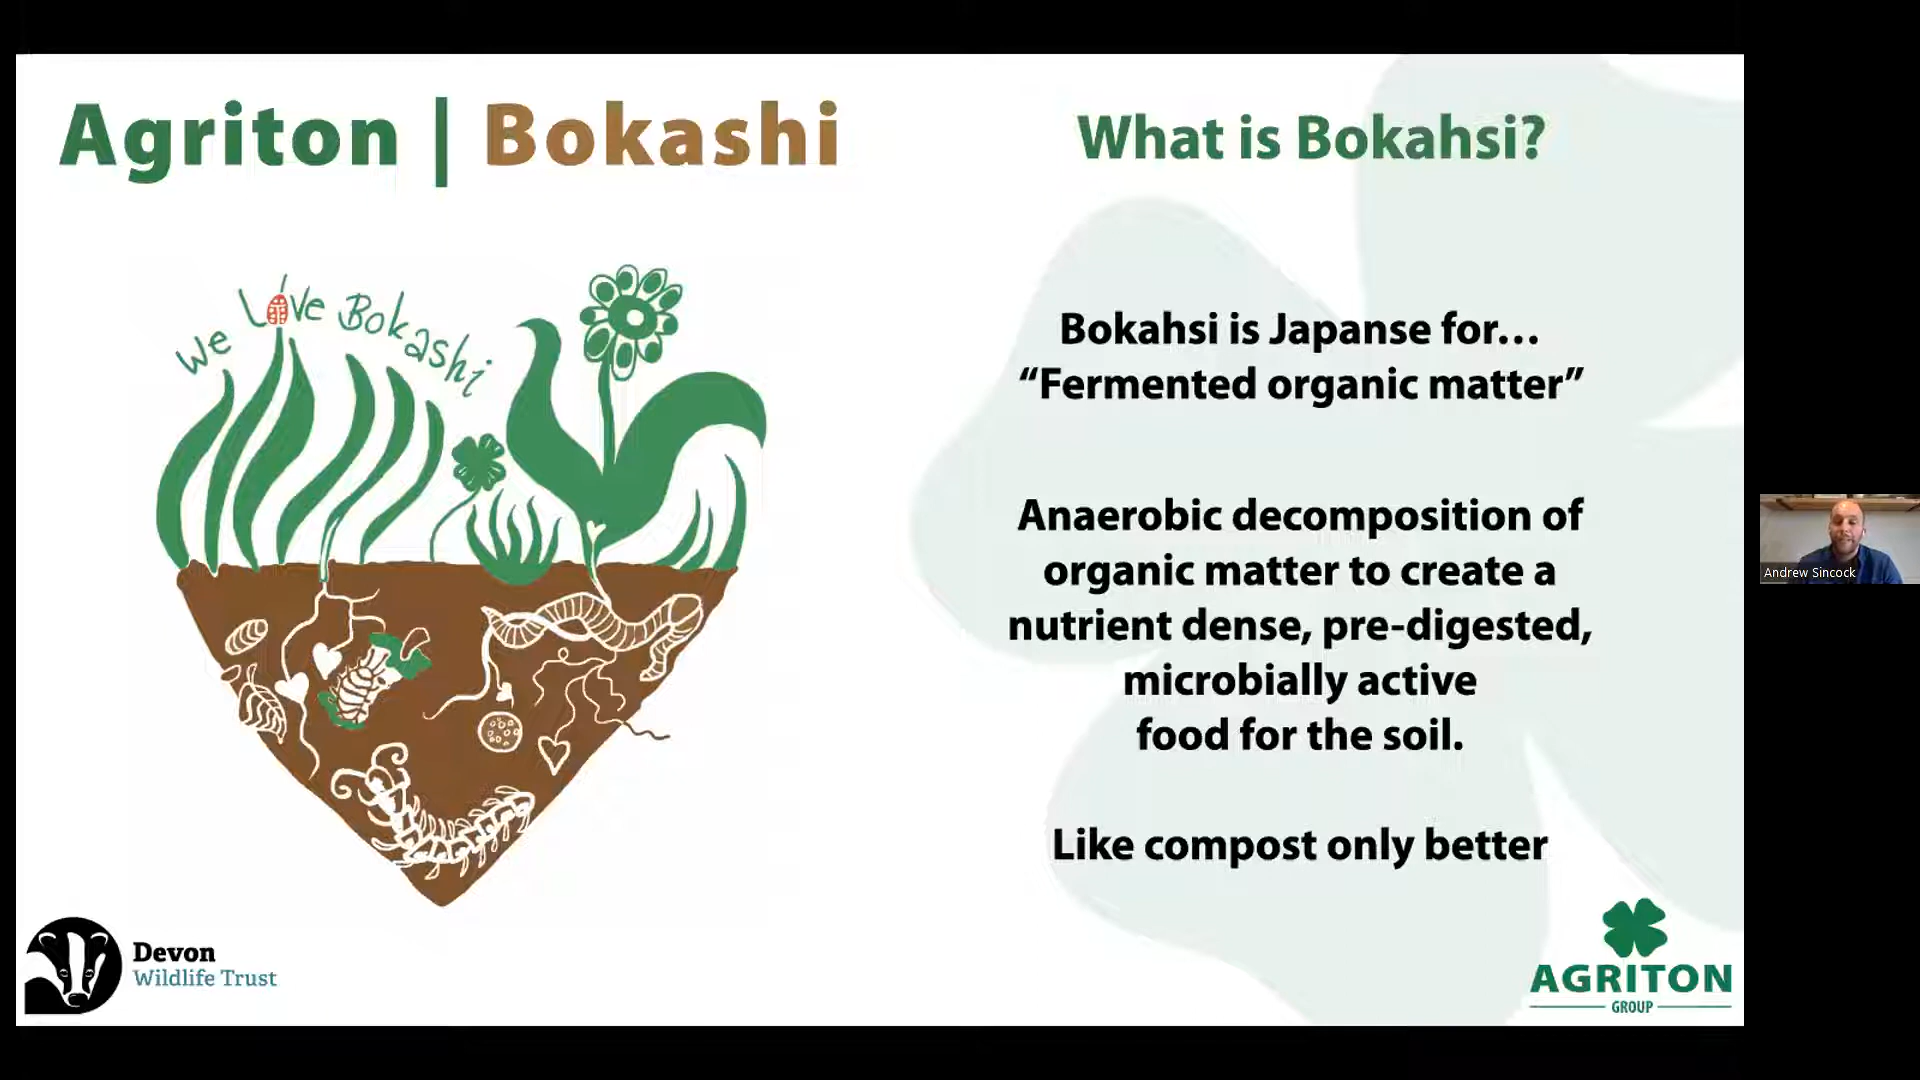 Agriton | Bokashi
What is Bokahsi?
We Love Bokashi
Bokahsi is Japanse for...
“Fermented organic matter”
Anaerobic decomposition of
organic matter to create a
nutrient dense, pre-digested,
microbially active
food for the soil.
Like compost only better
Devon
Wildlife Trust
AGRITON
GROUP
Andrew Sincock